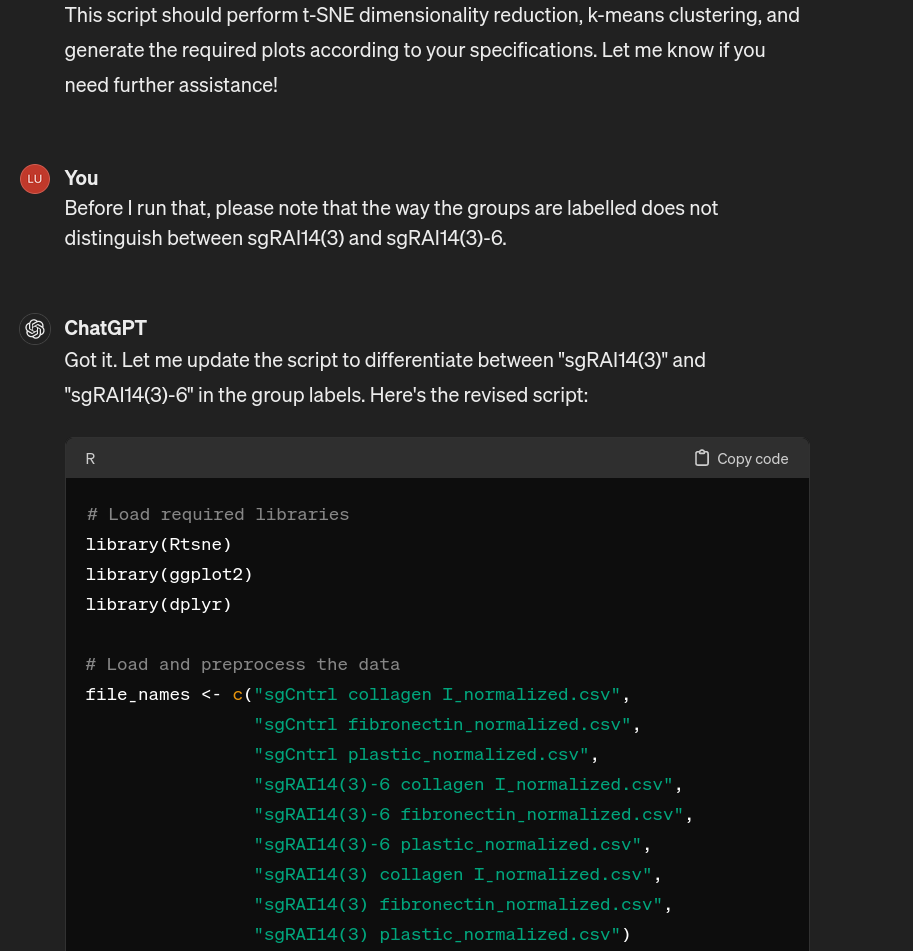 This script should perform t-SNE dimensionality reduction, k-means clustering, and
generate the required plots according to your specifications. Let me know if you
need further assistance!
LU
You
Before I run that, please note that the way the groups are labelled does not
distinguish between sgRAI14(3) and sgRAI14(3)-6.
ChatGPT
Got it. Let me update the script to differentiate between "sgRAI14(3)" and
"sgRAI14(3)-6" in the group labels. Here's the revised script:
R
Copy code
# Load required libraries
library(Rtsne)
library(ggplot2)
library(dplyr)
# Load and preprocess the data
file_names <- c("sgCntrl collagen I_normalized.csv",
"sgCntrl fibronectin_normalized.csv",
"sgCntrl plastic_normalized.csv",
"sgRAI14(3)-6 collagen I_normalized.csv",
"sgRAI14(3)-6 fibronectin_normalized.csv",
"sgRAI14(3)-6 plastic_normalized.csv",
"sgRAI14(3) collagen I_normalized.csv",
"sgRAI14(3) fibronectin_normalized.csv",
"sgRAI14(3) plastic_normalized.csv")